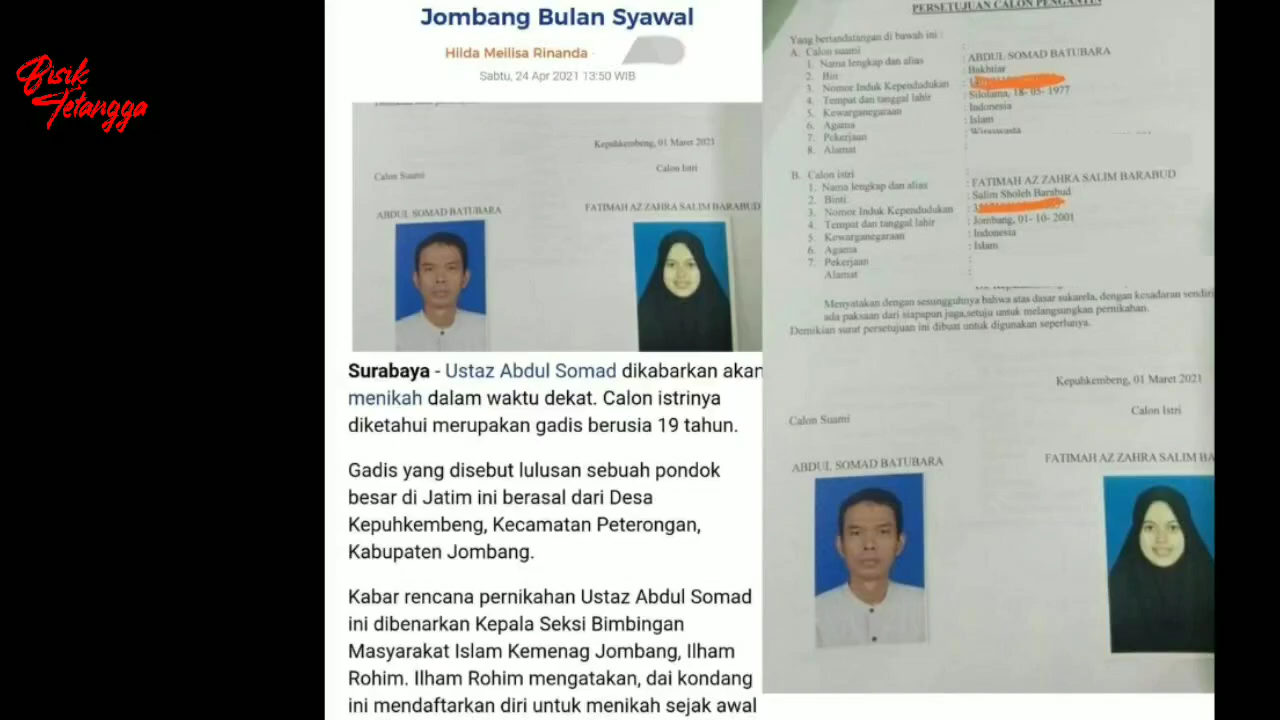 Bisik
Tetangga
Jombang Bulan Syawal
Hilda Meilisa Rinanda
Sabtu, 24 Apr 2021 13:50 WIB
Kepuhkembeng, 01 Maret 2021
Calon Suami
Calon Istri
ABDUL SOMAD BATUBARA
FATIMAH AZ ZAHRA SALIM BARABUD
Surabaya - Ustaz Abdul Somad dikabarkan akan
menikah dalam waktu dekat. Calon istrinya
diketahui merupakan gadis berusia 19 tahun.
Gadis yang disebut lulusan sebuah pondok
besar di Jatim ini berasal dari Desa
Kepuhkembeng, Kecamatan Peterongan,
Kabupaten Jombang.
Kabar rencana pernikahan Ustaz Abdul Somad
ini dibenarkan Kepala Seksi Bimbingan
Masyarakat Islam Kemenag Jombang, Ilham
Rohim. Ilham Rohim mengatakan, dai kondang
ini mendaftarkan diri untuk menikah sejak awal
PERSETUJUAN CALON PENGANTIN
Yang bertandatangan di bawah ini :
A. Calon suami
1. Nama lengkap dan alias : ABDUL SOMAD BATUBARA
2. Bin : Bakhtiar
3. Nomor Induk Kependudukan :
4. Tempat dan tanggal lahir : Silolama, 18- 05- 1977
5. Kewarganegaraan : Indonesia
6. Agama : Islam
7. Pekerjaan : Wiraswasta
8. Alamat :
B. Calon istri
1. Nama lengkap dan alias : FATIMAH AZ ZAHRA SALIM BARABUD
2. Binti : Salim Sholeh Barabud
3. Nomor Induk Kependudukan :
4. Tempat dan tanggal lahir : Jombang, 01- 10- 2001
5. Kewarganegaraan : Indonesia
6. Agama : Islam
7. Pekerjaan :
Alamat :
Menyatakan dengan sesungguhnya bahwa atas dasar sukarela, dengan kesadaran sendiri
ada paksaan dari siapapun juga,setuju untuk melangsungkan pernikahan.
Demikian surat persetujuan ini dibuat untuk digunakan seperlunya.
Kepuhkembeng, 01 Maret 2021
Calon Suami
Calon Istri
ABDUL SOMAD BATUBARA
FATIMAH AZ ZAHRA SALIM BA